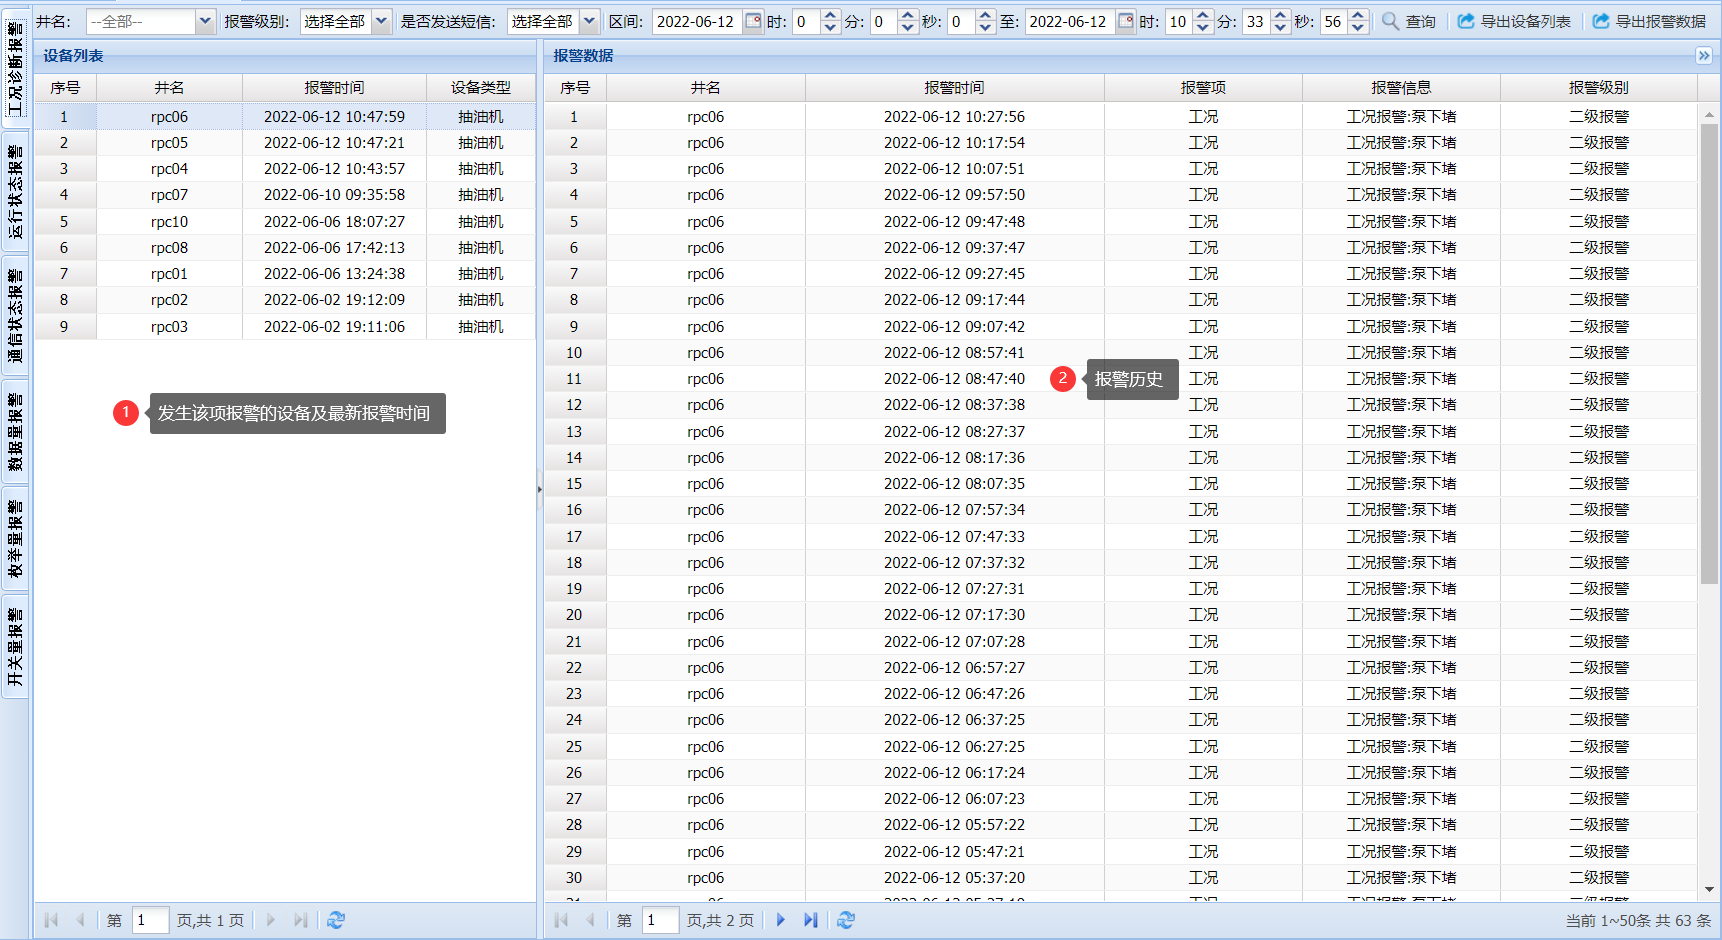 井名: --全部-- 报警级别: 选择全部 是否发送短信: 选择全部 区间: 2022-06-12 时: 0 分: 0 秒: 0 至: 2022-06-12 时: 10 分: 33 秒: 56 查询 导出设备列表 导出报警数据
工况诊断报警
运行状态报警
通信状态报警
数据量报警
枚举量报警
开关量报警
设备列表
序号 井名 报警时间 设备类型
1 rpc06 2022-06-12 10:47:59 抽油机
2 rpc05 2022-06-12 10:47:21 抽油机
3 rpc04 2022-06-12 10:43:57 抽油机
4 rpc07 2022-06-10 09:35:58 抽油机
5 rpc10 2022-06-06 18:07:27 抽油机
6 rpc08 2022-06-06 17:42:13 抽油机
7 rpc01 2022-06-06 13:24:38 抽油机
8 rpc02 2022-06-02 19:12:09 抽油机
9 rpc03 2022-06-02 19:11:06 抽油机
1 发生该项报警的设备及最新报警时间
第 1 页,共 1 页
报警数据
序号 井名 报警时间 报警项 报警信息 报警级别
1 rpc06 2022-06-12 10:27:56 工况 工况报警:泵下堵 二级报警
2 rpc06 2022-06-12 10:17:54 工况 工况报警:泵下堵 二级报警
3 rpc06 2022-06-12 10:07:51 工况 工况报警:泵下堵 二级报警
4 rpc06 2022-06-12 09:57:50 工况 工况报警:泵下堵 二级报警
5 rpc06 2022-06-12 09:47:48 工况 工况报警:泵下堵 二级报警
6 rpc06 2022-06-12 09:37:47 工况 工况报警:泵下堵 二级报警
7 rpc06 2022-06-12 09:27:45 工况 工况报警:泵下堵 二级报警
8 rpc06 2022-06-12 09:17:44 工况 工况报警:泵下堵 二级报警
9 rpc06 2022-06-12 09:07:42 工况 工况报警:泵下堵 二级报警
10 rpc06 2022-06-12 08:57:41 工况 工况报警:泵下堵 二级报警
11 rpc06 2022-06-12 08:47:40 工况 工况报警:泵下堵 二级报警
2 报警历史
12 rpc06 2022-06-12 08:37:38 工况 工况报警:泵下堵 二级报警
13 rpc06 2022-06-12 08:27:37 工况 工况报警:泵下堵 二级报警
14 rpc06 2022-06-12 08:17:36 工况 工况报警:泵下堵 二级报警
15 rpc06 2022-06-12 08:07:35 工况 工况报警:泵下堵 二级报警
16 rpc06 2022-06-12 07:57:34 工况 工况报警:泵下堵 二级报警
17 rpc06 2022-06-12 07:47:33 工况 工况报警:泵下堵 二级报警
18 rpc06 2022-06-12 07:37:32 工况 工况报警:泵下堵 二级报警
19 rpc06 2022-06-12 07:27:31 工况 工况报警:泵下堵 二级报警
20 rpc06 2022-06-12 07:17:30 工况 工况报警:泵下堵 二级报警
21 rpc06 2022-06-12 07:07:28 工况 工况报警:泵下堵 二级报警
22 rpc06 2022-06-12 06:57:27 工况 工况报警:泵下堵 二级报警
23 rpc06 2022-06-12 06:47:26 工况 工况报警:泵下堵 二级报警
24 rpc06 2022-06-12 06:37:25 工况 工况报警:泵下堵 二级报警
25 rpc06 2022-06-12 06:27:25 工况 工况报警:泵下堵 二级报警
26 rpc06 2022-06-12 06:17:24 工况 工况报警:泵下堵 二级报警
27 rpc06 2022-06-12 06:07:23 工况 工况报警:泵下堵 二级报警
28 rpc06 2022-06-12 05:57:22 工况 工况报警:泵下堵 二级报警
29 rpc06 2022-06-12 05:47:21 工况 工况报警:泵下堵 二级报警
30 rpc06 2022-06-12 05:37:20 工况 工况报警:泵下堵 二级报警
第 1 页,共 2 页
当前 1~50条 共 63 条